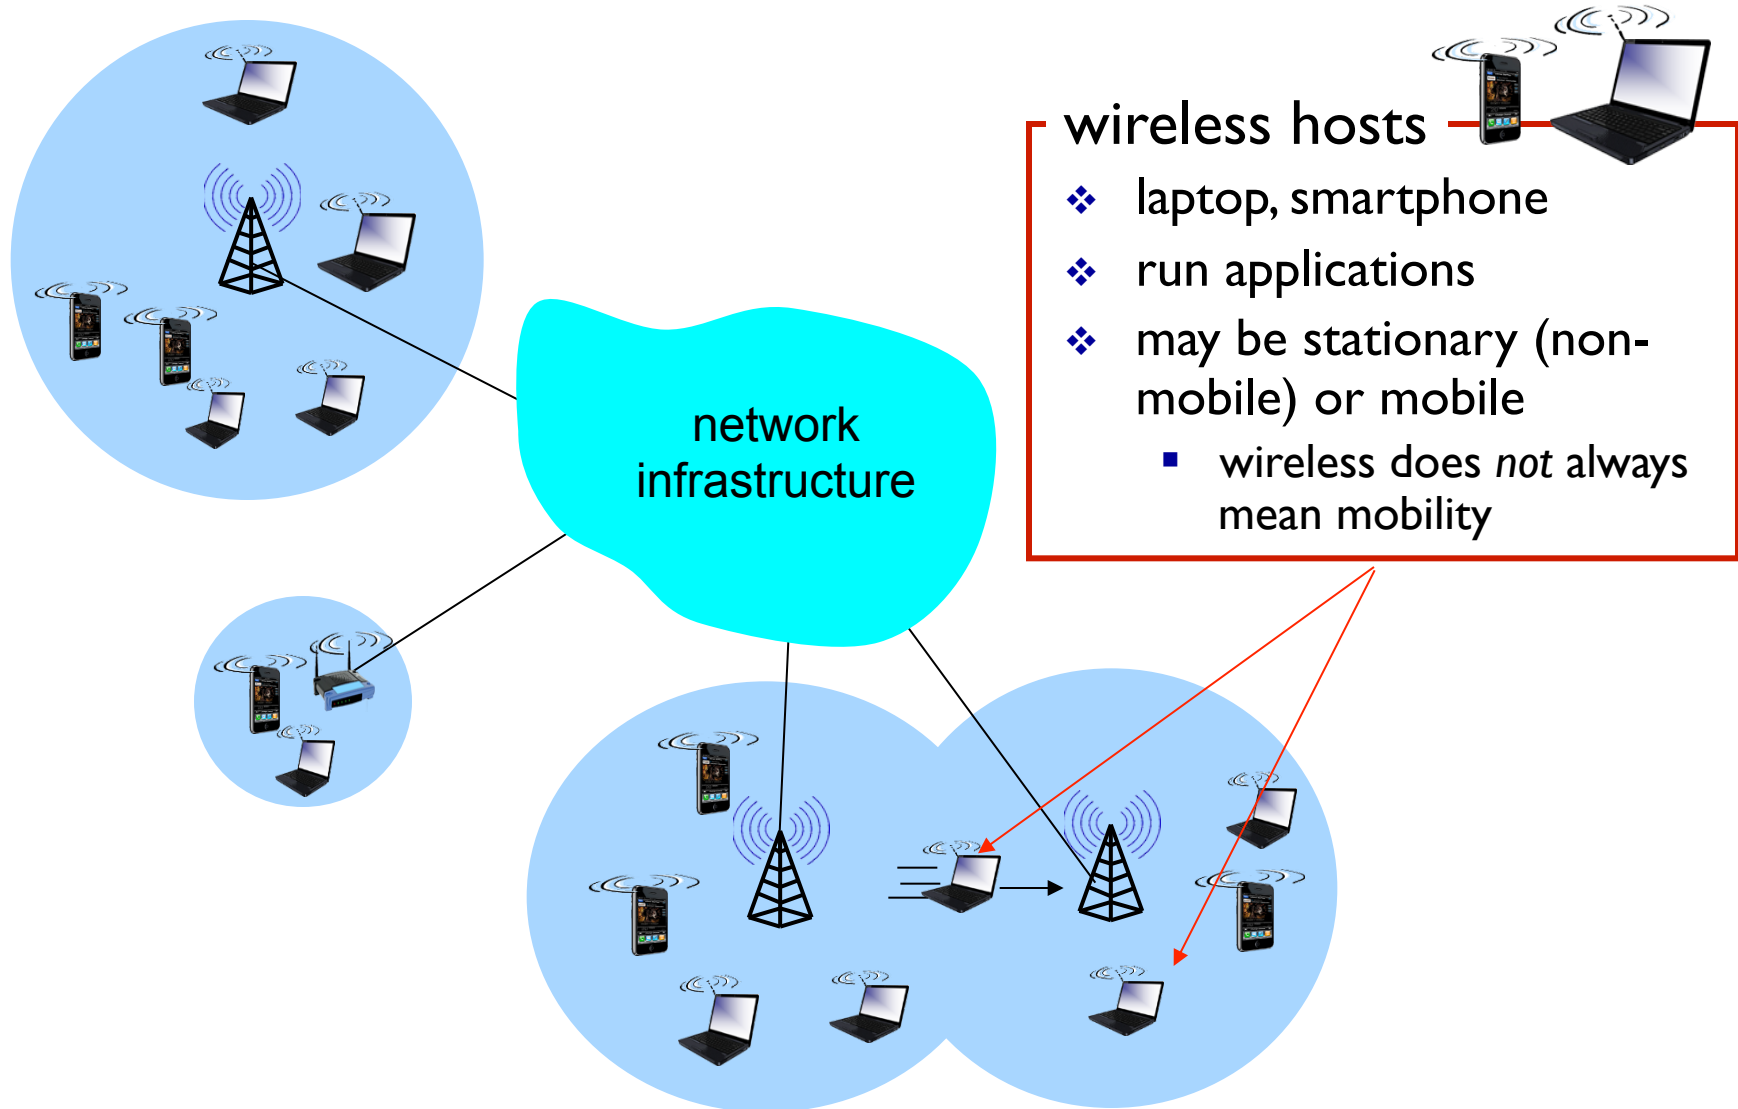 wireless hosts
❖ laptop, smartphone
❖ run applications
❖ may be stationary (non-
mobile) or mobile
▪ wireless does not always
mean mobility
network
infrastructure